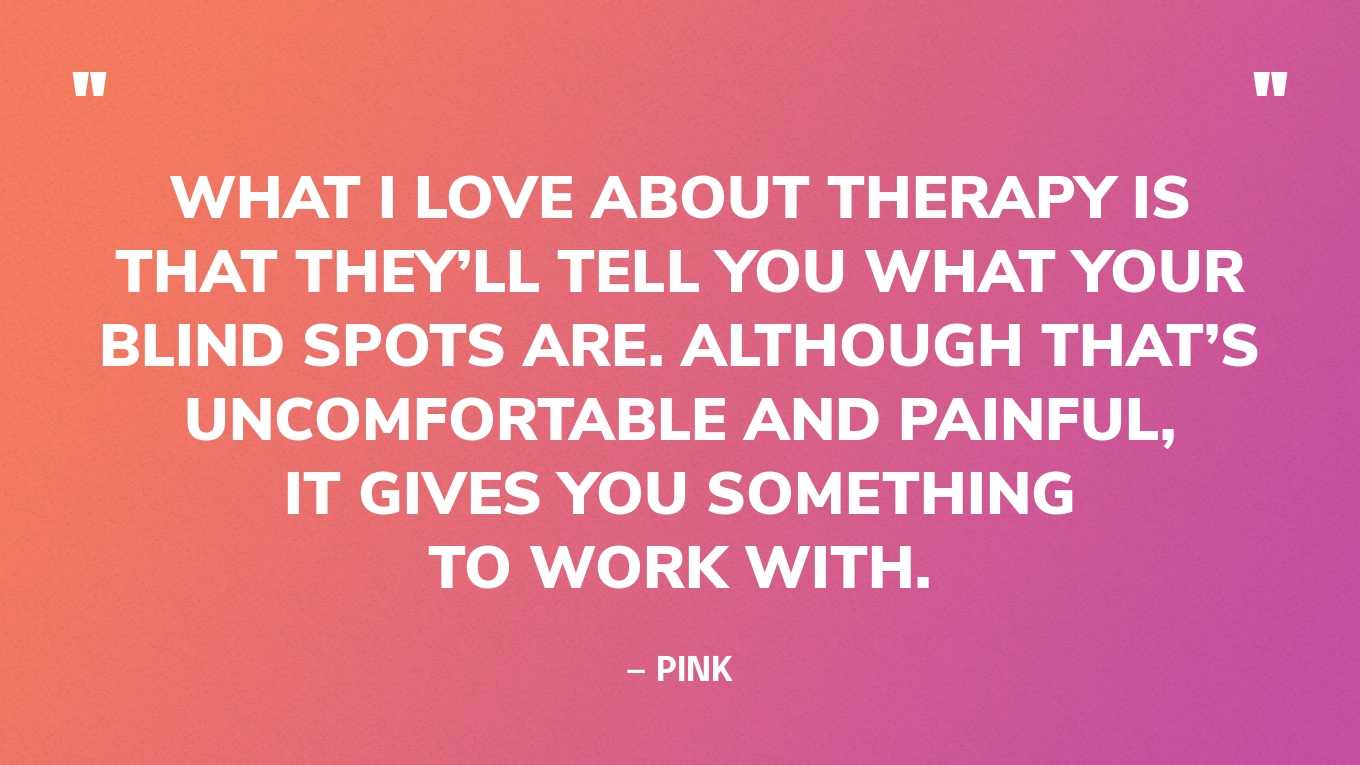 " "
WHAT I LOVE ABOUT THERAPY IS
THAT THEY’LL TELL YOU WHAT YOUR
BLIND SPOTS ARE. ALTHOUGH THAT’S
UNCOMFORTABLE AND PAINFUL,
IT GIVES YOU SOMETHING
TO WORK WITH.
– PINK